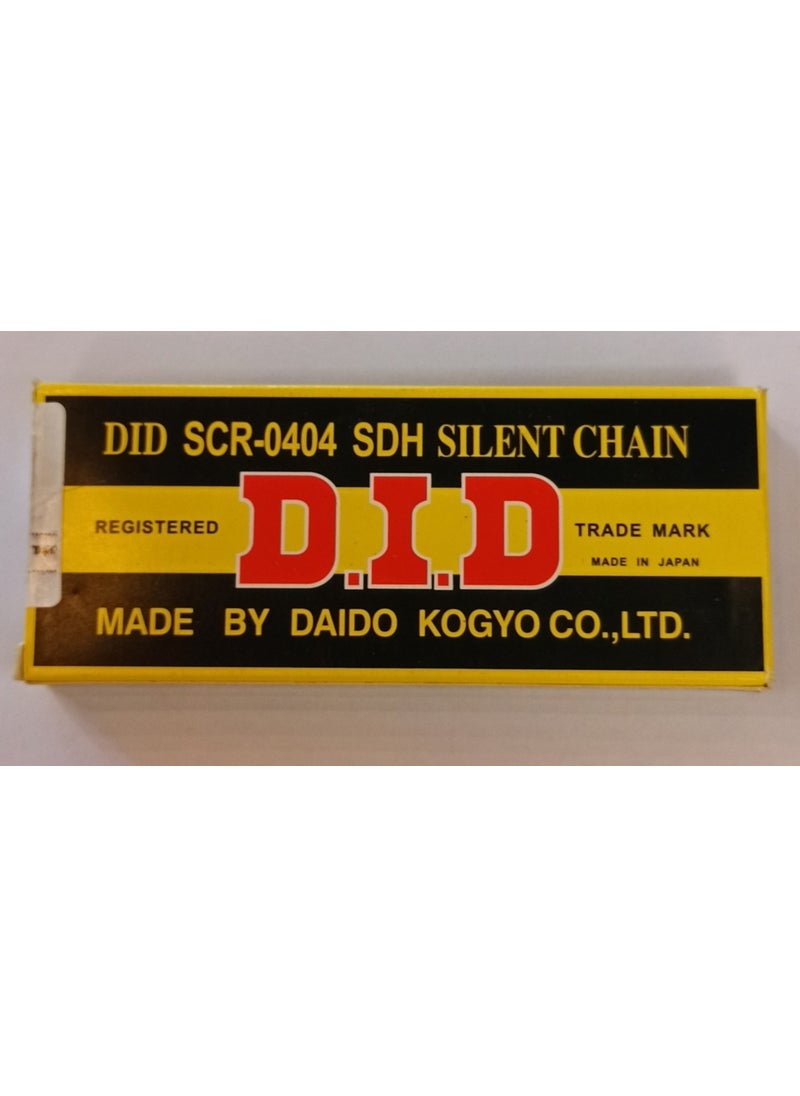 DID SCR-0404 SDH SILENT CHAIN
REGISTERED
D.I.D
TRADE MARK
MADE IN JAPAN
MADE BY DAIDO KOGYO CO.,LTD.